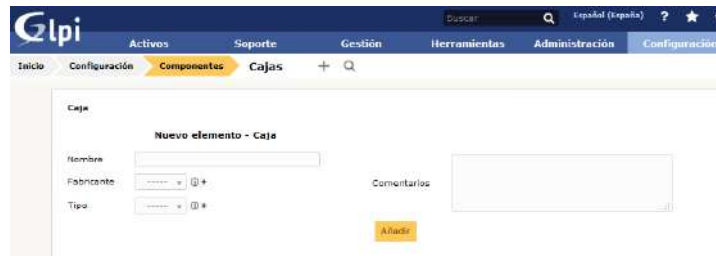 Glpi
Buscar
Español (España)
?
Activos Soporte Gestión Herramientas Administración Configuración
Inicio Configuración Componentes Cajas +
Caja
Nuevo elemento - Caja
Nombre
Fabricante ----- +
Comentarios
Tipo ----- +
Añadir